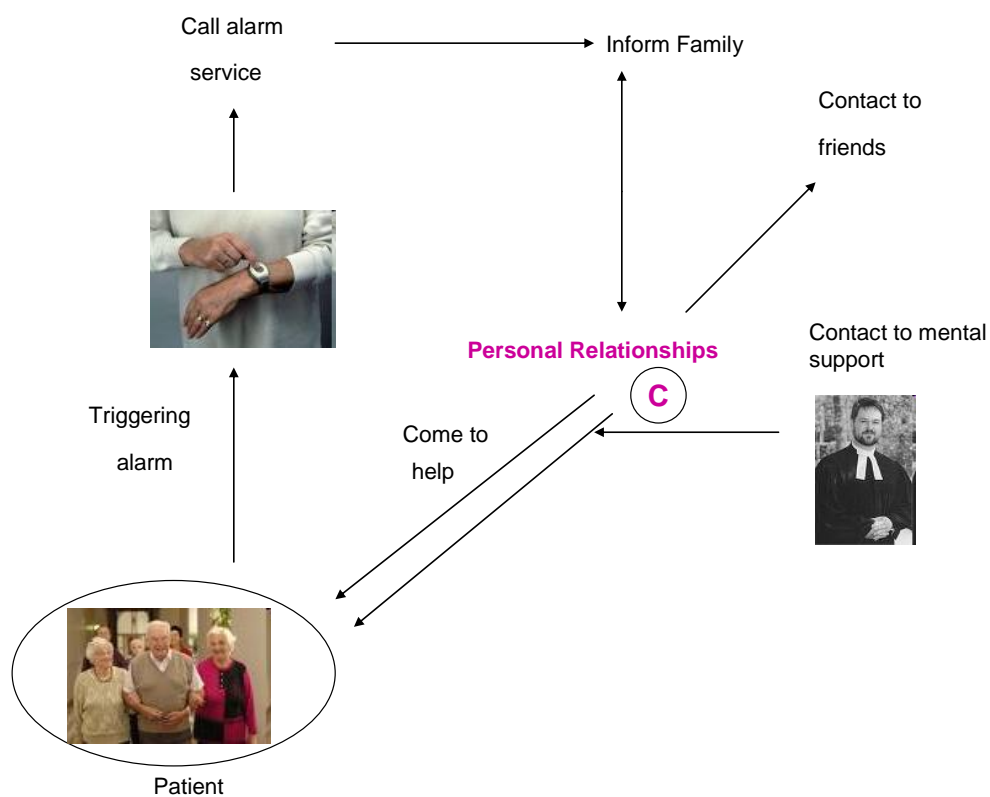 Call alarm
service
Inform Family
Contact to
friends
Personal Relationships
C
Contact to mental
support
Triggering
alarm
Come to
help
Patient